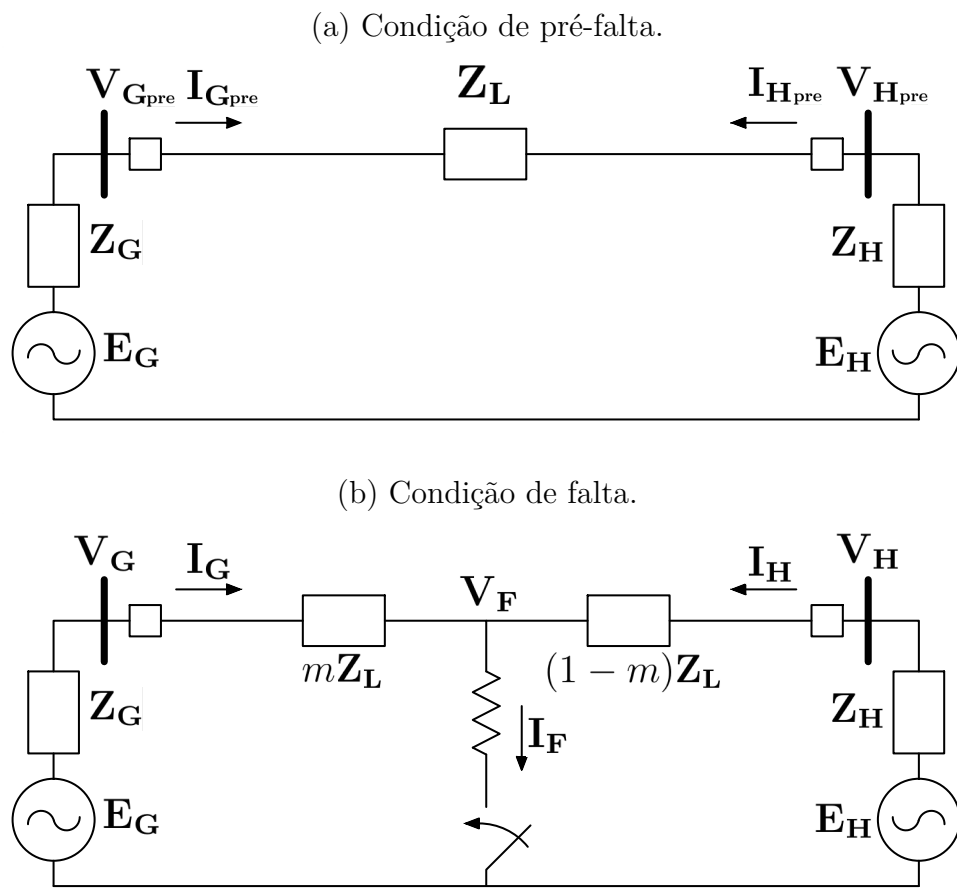 (a) Condição de pré-falta.
V_Gpre I_Gpre Z_L I_Hpre V_Hpre
Z_G Z_H
E_G E_H
(b) Condição de falta.
V_G I_G V_F I_H V_H
mZ_L (1 − m)Z_L
Z_G I_F Z_H
E_G E_H